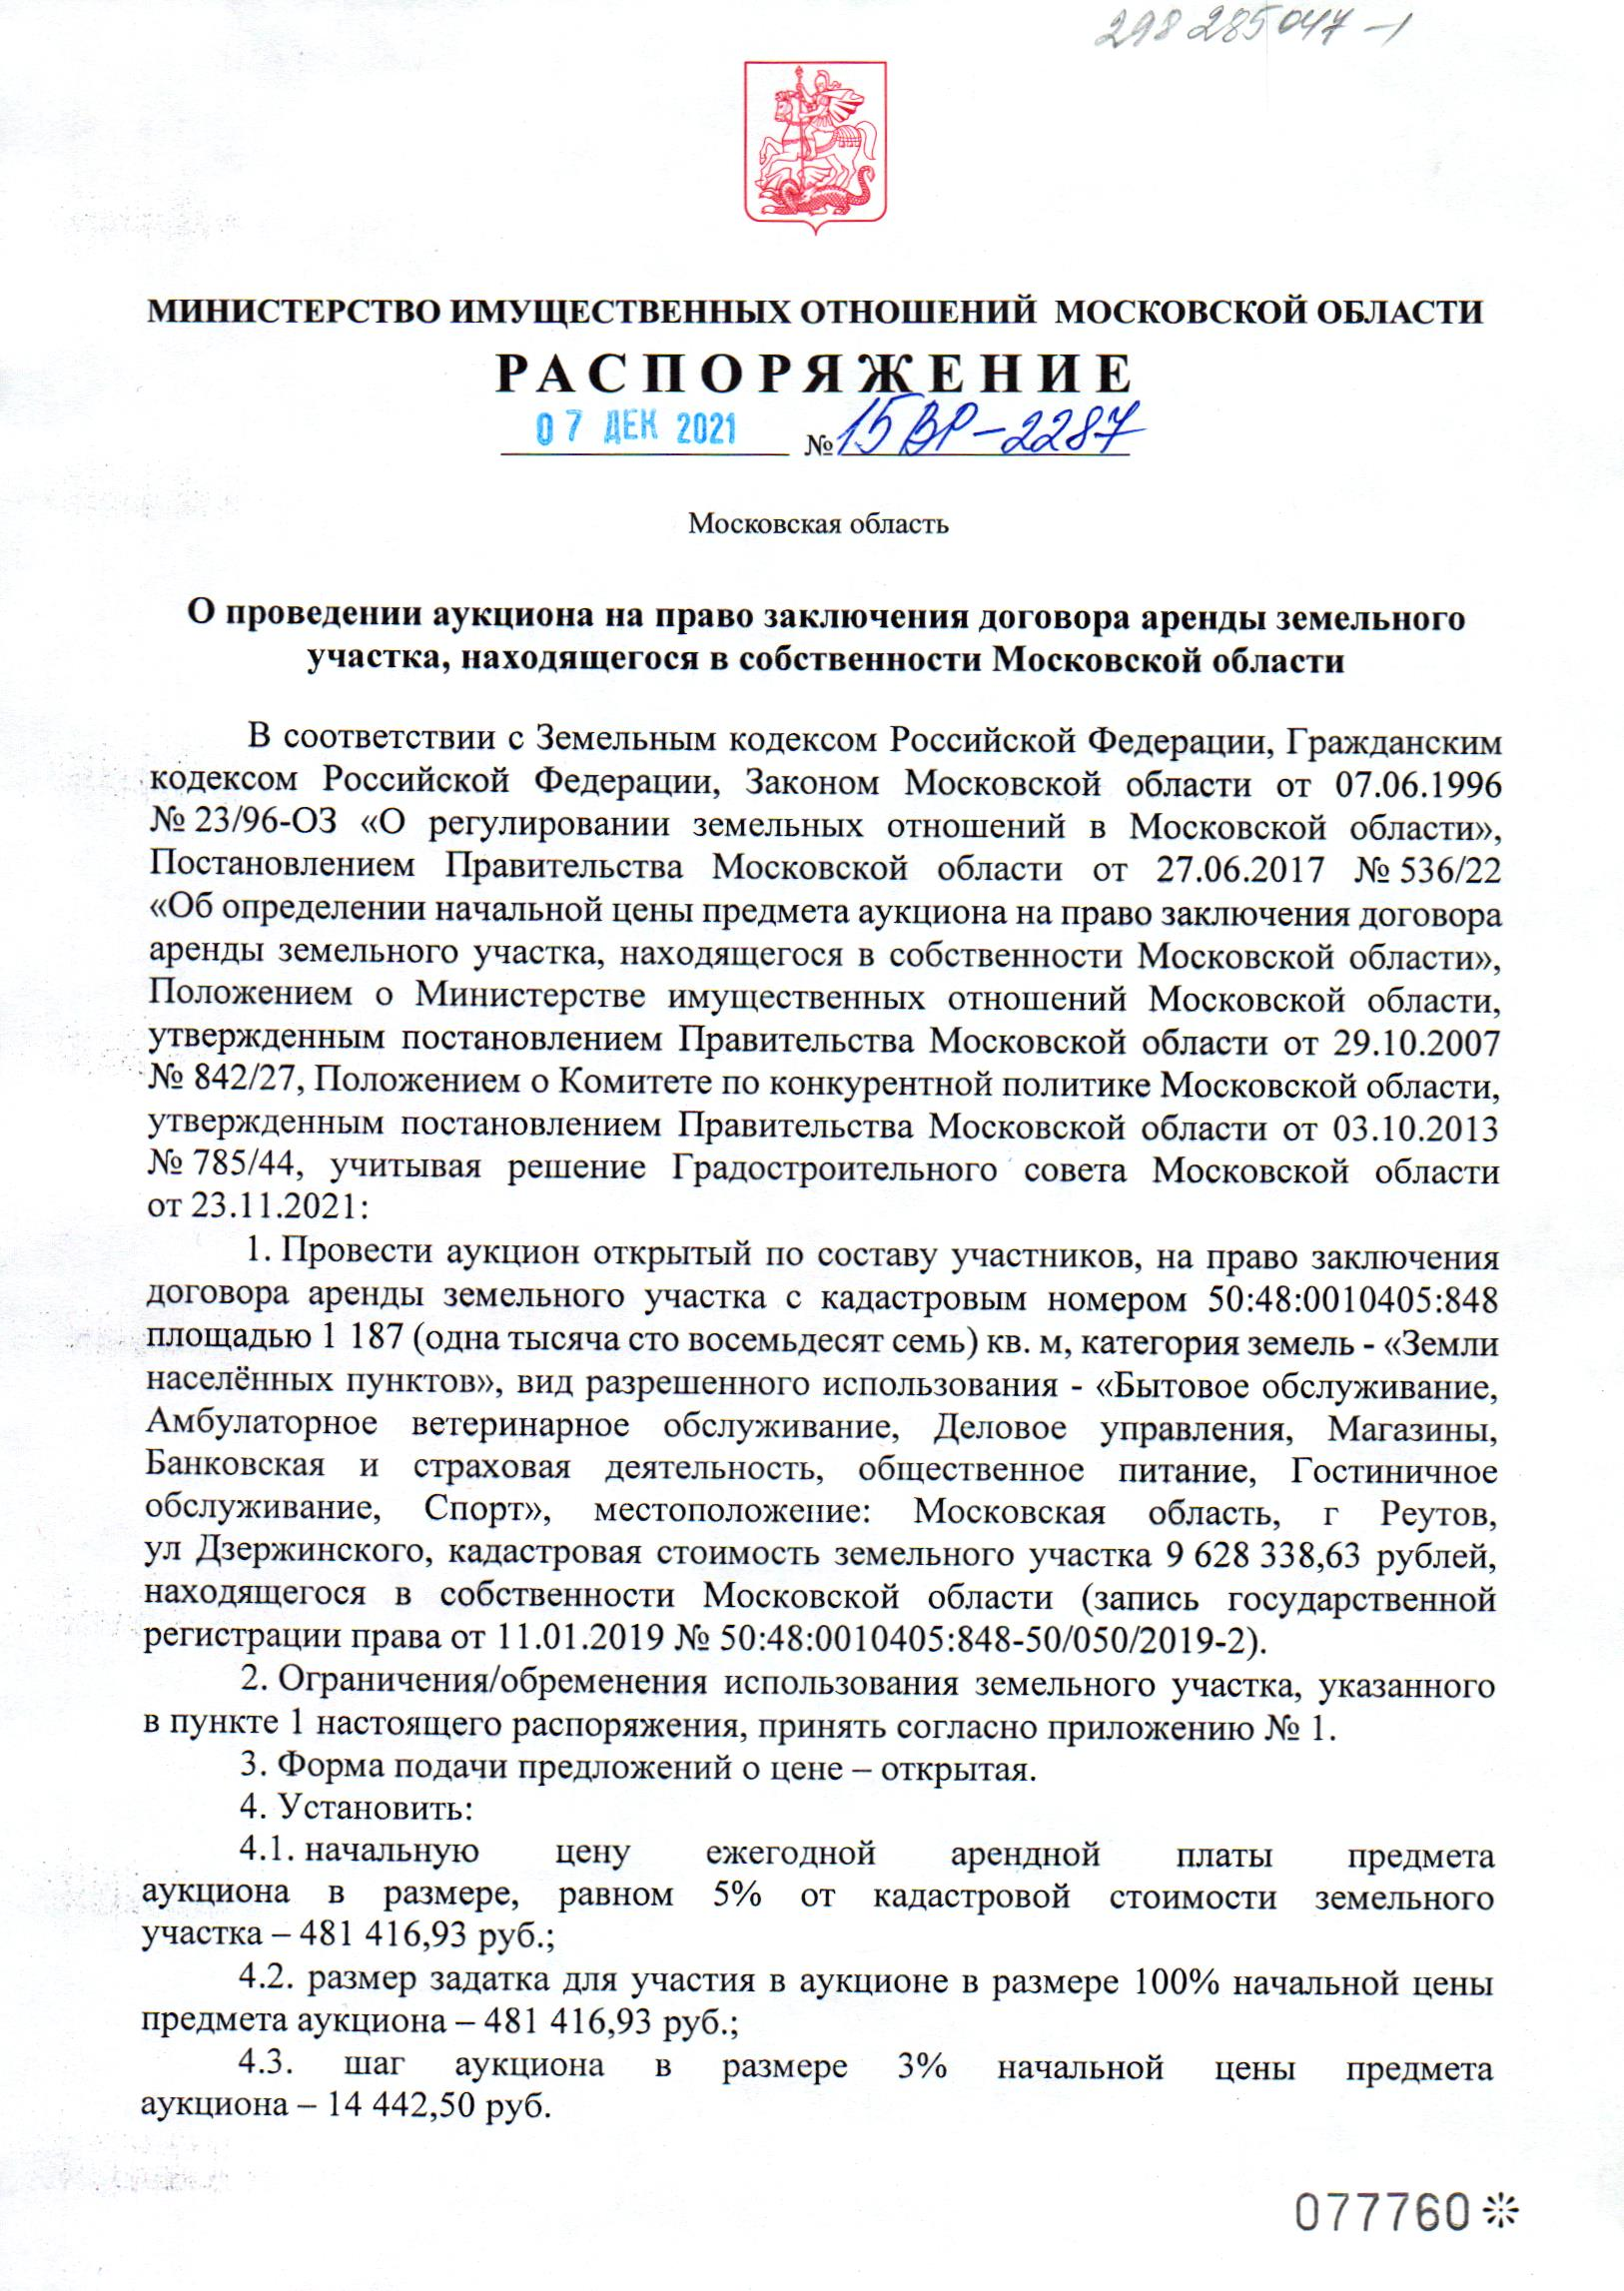 298 285 047 -1
МИНИСТЕРСТВО ИМУЩЕСТВЕННЫХ ОТНОШЕНИЙ МОСКОВСКОЙ ОБЛАСТИ
РАСПОРЯЖЕНИЕ
07 ДЕК 2021 № 15ВР-2287
Московская область
О проведении аукциона на право заключения договора аренды земельного
участка, находящегося в собственности Московской области
В соответствии с Земельным кодексом Российской Федерации, Гражданским
кодексом Российской Федерации, Законом Московской области от 07.06.1996
№ 23/96-ОЗ «О регулировании земельных отношений в Московской области»,
Постановлением Правительства Московской области от 27.06.2017 № 536/22
«Об определении начальной цены предмета аукциона на право заключения договора
аренды земельного участка, находящегося в собственности Московской области»,
Положением о Министерстве имущественных отношений Московской области,
утвержденным постановлением Правительства Московской области от 29.10.2007
№ 842/27, Положением о Комитете по конкурентной политике Московской области,
утвержденным постановлением Правительства Московской области от 03.10.2013
№ 785/44, учитывая решение Градостроительного совета Московской области
от 23.11.2021:
1. Провести аукцион открытый по составу участников, на право заключения
договора аренды земельного участка с кадастровым номером 50:48:0010405:848
площадью 1 187 (одна тысяча сто восемьдесят семь) кв. м, категория земель - «Земли
населённых пунктов», вид разрешенного использования - «Бытовое обслуживание,
Амбулаторное ветеринарное обслуживание, Деловое управления, Магазины,
Банковская и страховая деятельность, общественное питание, Гостиничное
обслуживание, Спорт», местоположение: Московская область, г Реутов,
ул Дзержинского, кадастровая стоимость земельного участка 9 628 338,63 рублей,
находящегося в собственности Московской области (запись государственной
регистрации права от 11.01.2019 № 50:48:0010405:848-50/050/2019-2).
2. Ограничения/обременения использования земельного участка, указанного
в пункте 1 настоящего распоряжения, принять согласно приложению № 1.
3. Форма подачи предложений о цене – открытая.
4. Установить:
4.1. начальную цену ежегодной арендной платы предмета
аукциона в размере, равном 5% от кадастровой стоимости земельного
участка – 481 416,93 руб.;
4.2. размер задатка для участия в аукционе в размере 100% начальной цены
предмета аукциона – 481 416,93 руб.;
4.3. шаг аукциона в размере 3% начальной цены предмета
аукциона – 14 442,50 руб.
077760